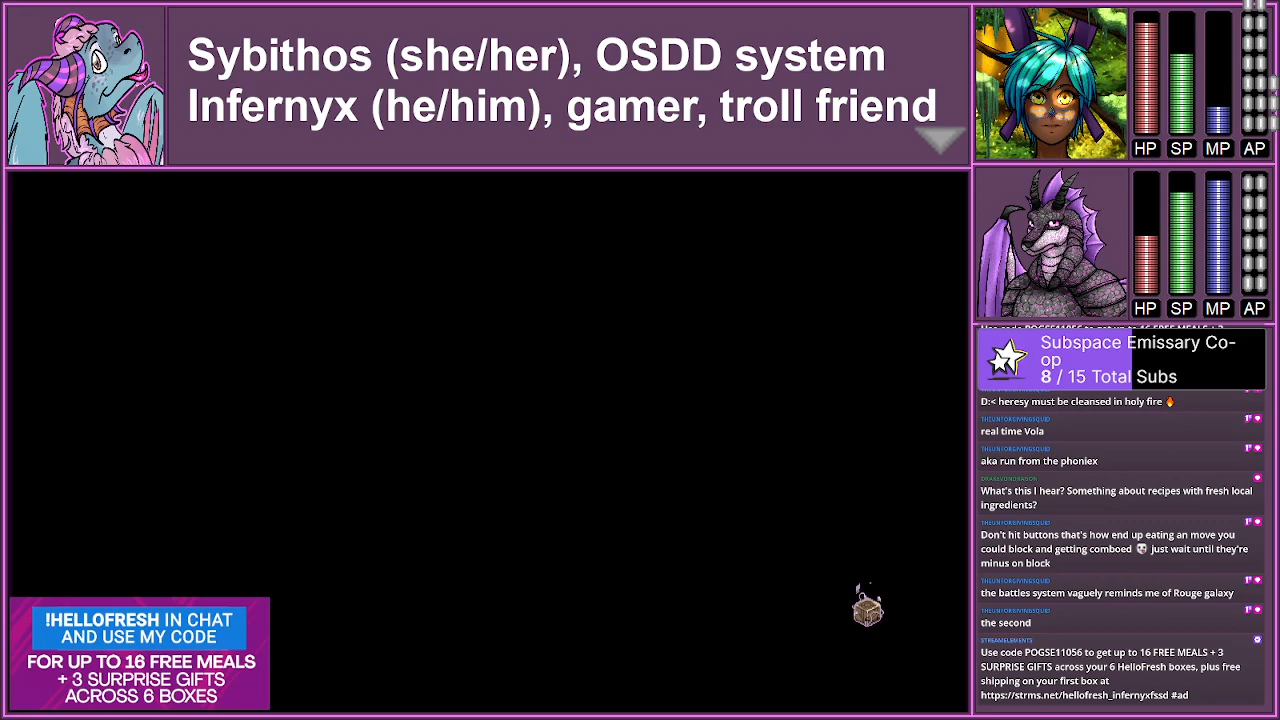 Sybithos (she/her), OSDD system
Infernyx (he/him), gamer, troll friend
HP SP MP AP
HP SP MP AP
Subspace Emissary Co-
op
8 / 15 Total Subs
D:< heresy must be cleansed in holy fire 🔥
THEUNFORGIVINGSQUID
real time Vola
THEUNFORGIVINGSQUID
aka run from the phoniex
What's this I hear? Something about recipes with fresh local
ingredients?
THEUNFORGIVINGSQUID
Don't hit buttons that's how end up eating an move you
could block and getting comboed just wait until they're
minus on block
THEUNFORGIVINGSQUID
the battles system vaguely reminds me of Rouge galaxy
THEUNFORGIVINGSQUID
the second
STREAMELEMENTS
Use code POGSE11056 to get up to 16 FREE MEALS + 3
SURPRISE GIFTS across your 6 HelloFresh boxes, plus free
shipping on your first box at
https://strms.net/hellofresh_infernyxfssd #ad
!HELLOFRESH IN CHAT
AND USE MY CODE
FOR UP TO 16 FREE MEALS
+ 3 SURPRISE GIFTS
ACROSS 6 BOXES